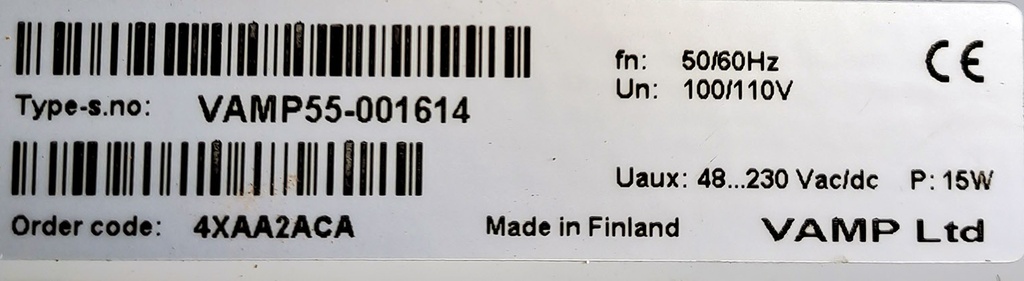 fn: 50/60Hz
Un: 100/110V
CE
Type-s.no: VAMP55-001614
Uaux: 48...230 Vac/dc P: 15W
Order code: 4XAA2ACA
Made in Finland
VAMP Ltd